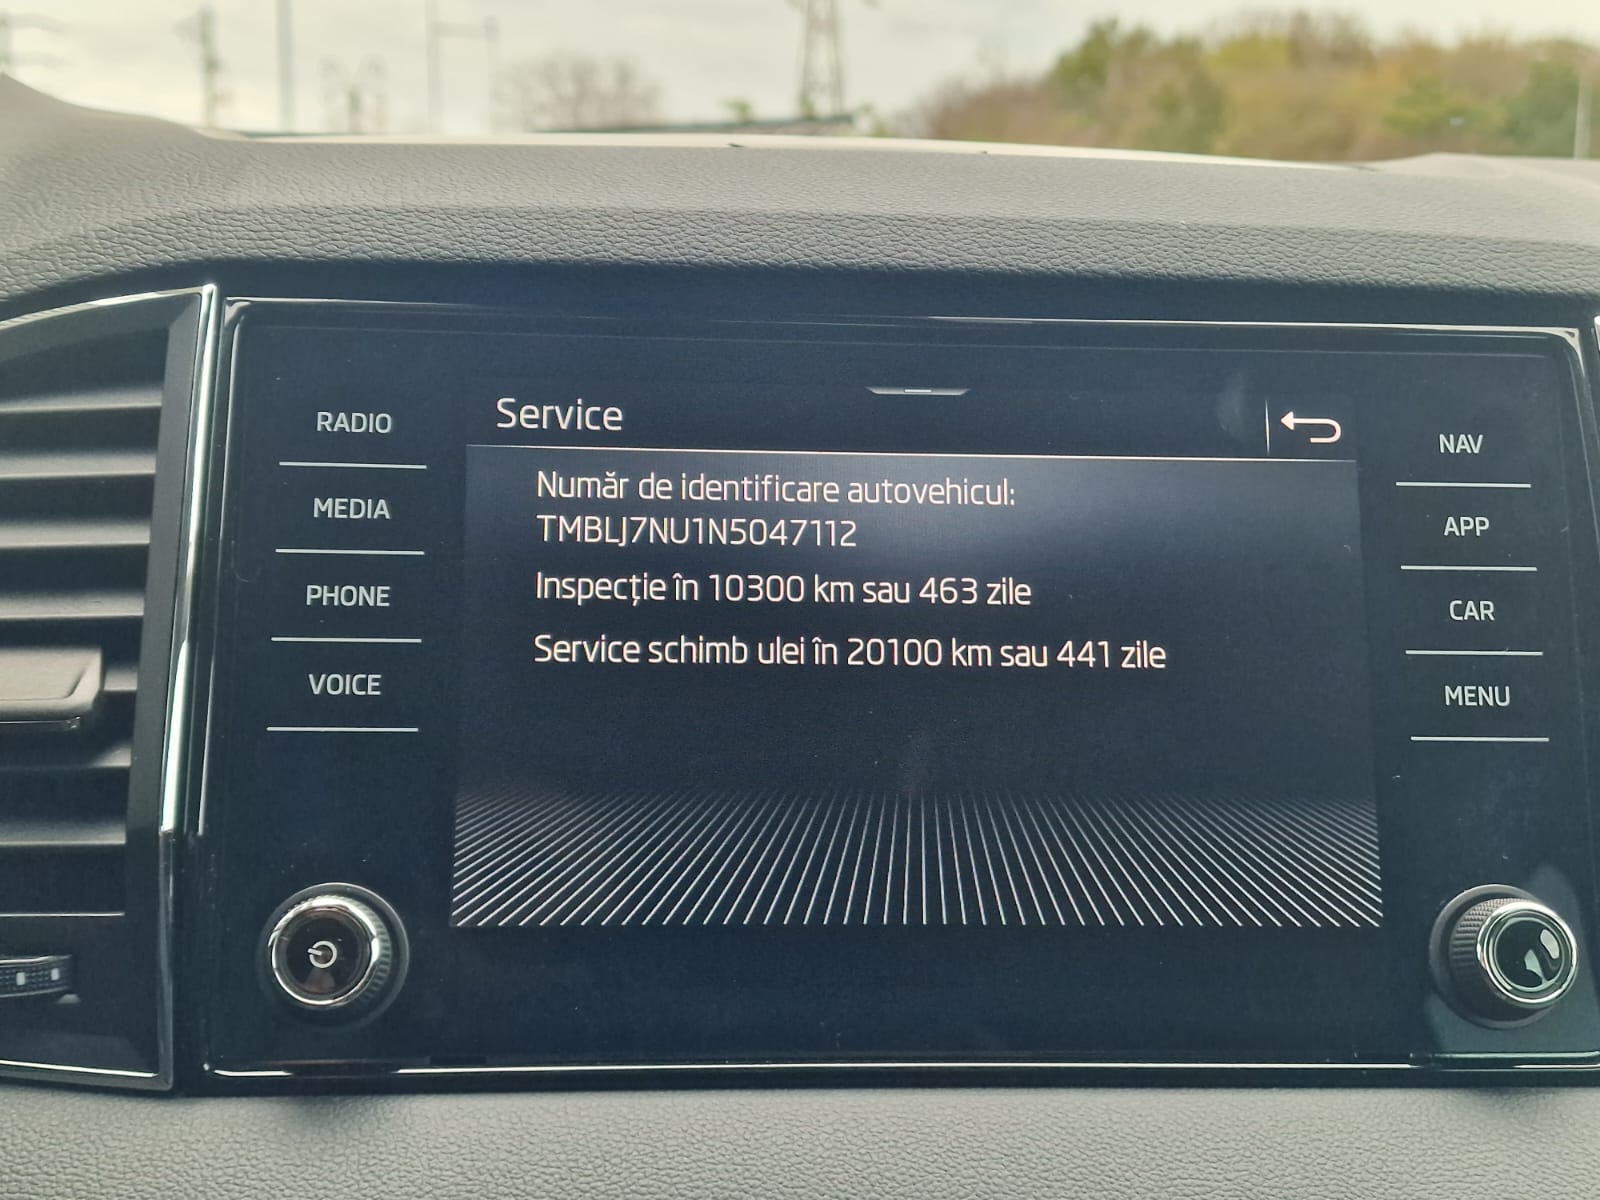 Service
RADIO
MEDIA
PHONE
VOICE
Număr de identificare autovehicul:
TMBLJ7NU1N5047112
Inspecție în 10300 km sau 463 zile
Service schimb ulei în 20100 km sau 441 zile
NAV
APP
CAR
MENU